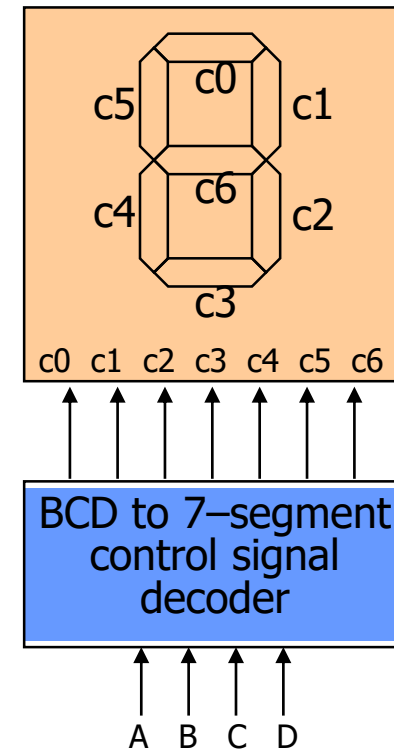 c0
c5 c1
c6
c4 c2
c3
c0 c1 c2 c3 c4 c5 c6
BCD to 7–segment
control signal
decoder
A B C D